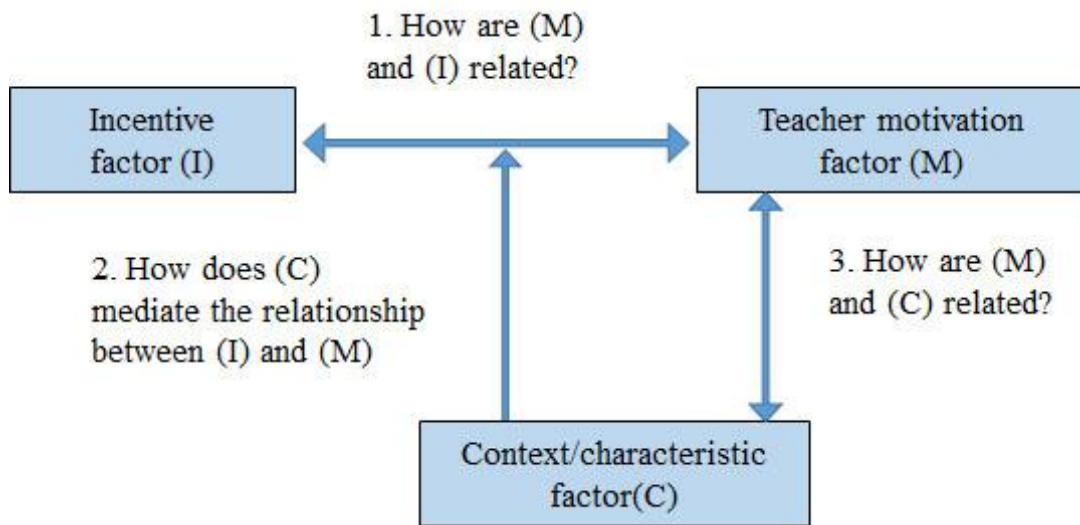 1. How are (M)
and (I) related?
Incentive
factor (I)
Teacher motivation
factor (M)
2. How does (C)
mediate the relationship
between (I) and (M)
3. How are (M)
and (C) related?
Context/characteristic
factor(C)